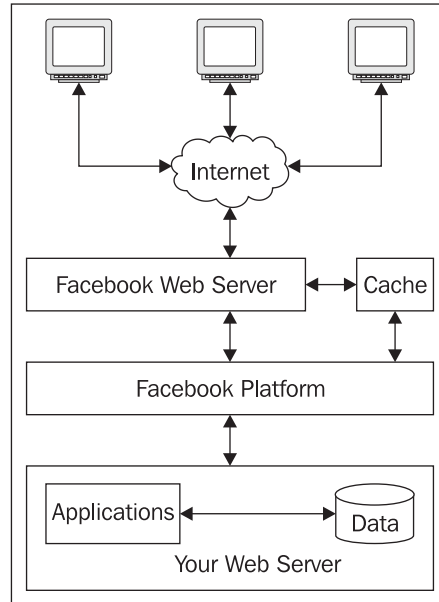 Internet
Facebook Web Server
Cache
Facebook Platform
Applications
Data
Your Web Server